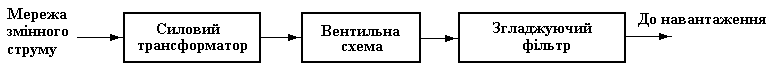 Мережа
змінного
струму
Силовий
трансформатор
Вентильна
схема
Згладжуючий
фільтр
До навантаження